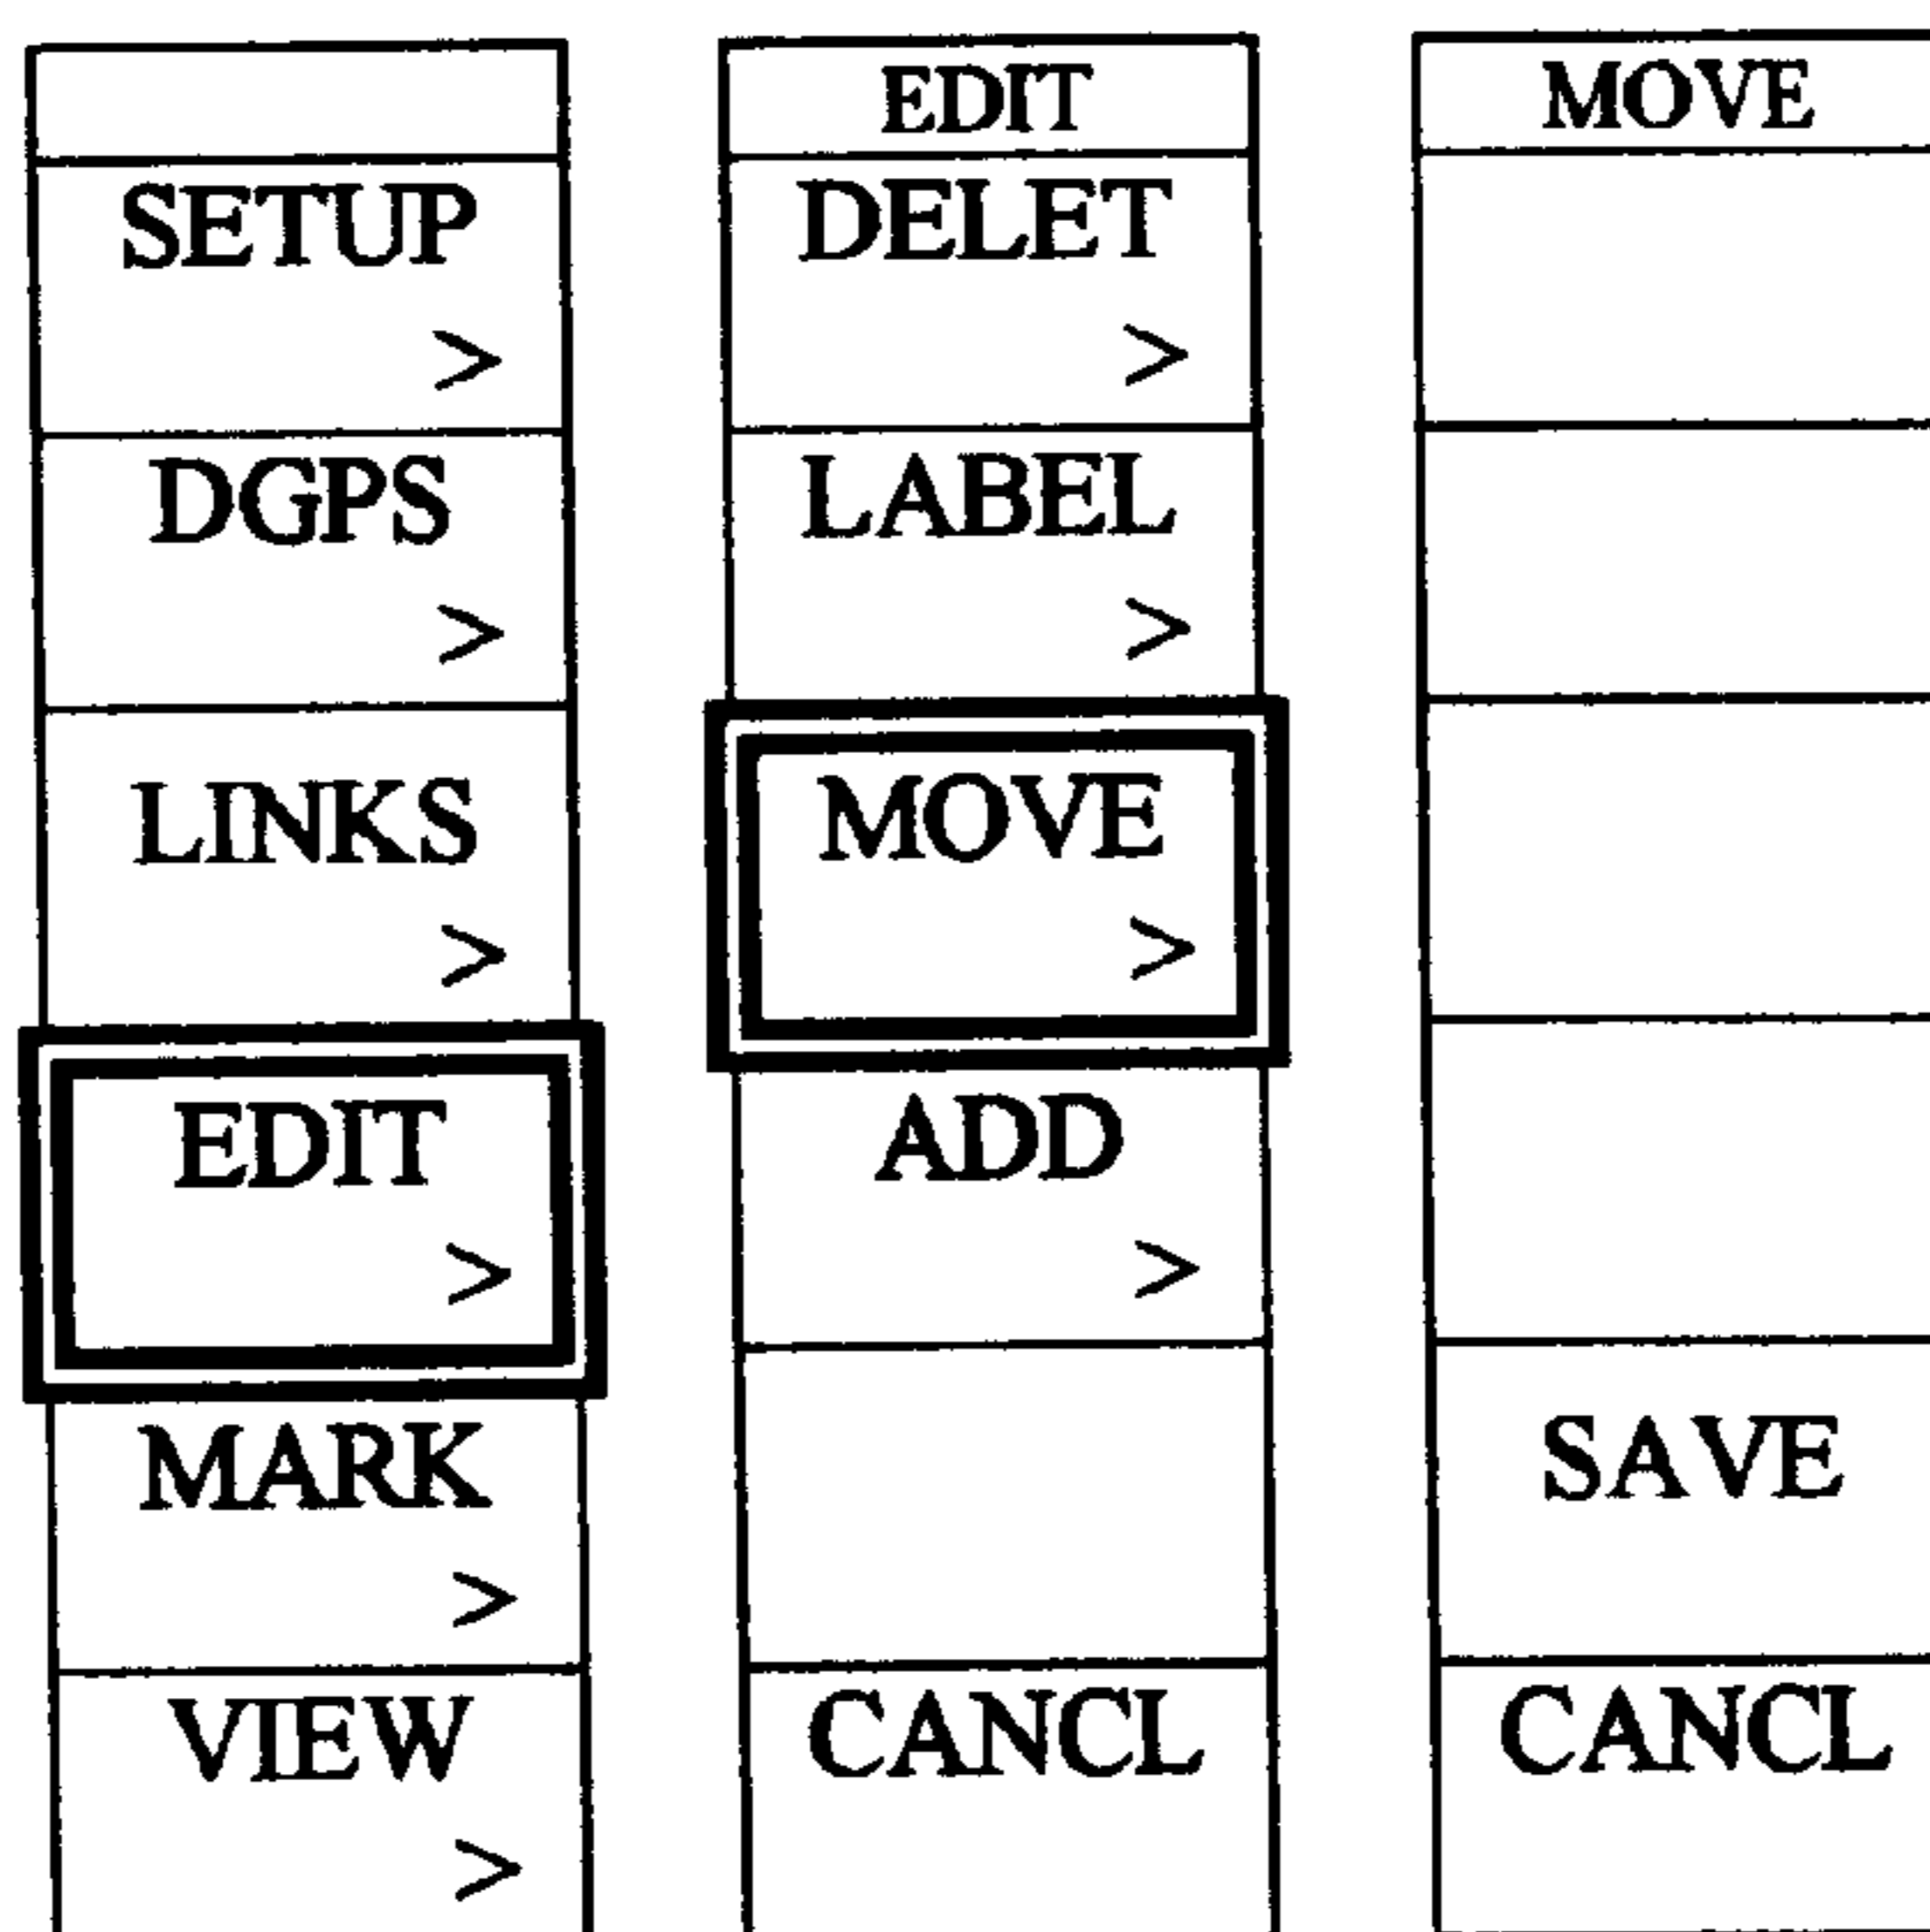 SETUP
>
DGPS
>
LINKS
>
EDIT
>
MARK
>
VIEW
>
EDIT
DELET
>
LABEL
>
MOVE
>
ADD
>
CANCL
MOVE
SAVE
CANCL